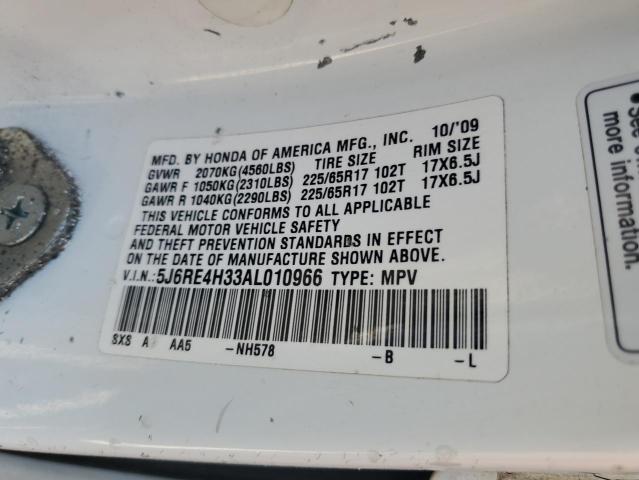 MFD. BY HONDA OF AMERICA MFG., INC. 10/'09
GVWR 2070KG(4560LBS) TIRE SIZE RIM SIZE
GAWR F 1050KG(2310LBS) 225/65R17 102T 17X6.5J
GAWR R 1040KG(2290LBS) 225/65R17 102T 17X6.5J
THIS VEHICLE CONFORMS TO ALL APPLICABLE
FEDERAL MOTOR VEHICLE SAFETY
AND THEFT PREVENTION STANDARDS IN EFFECT
ON THE DATE OF MANUFACTURE SHOWN ABOVE.
V.I.N.:5J6RE4H33AL010966 TYPE: MPV
SXS A AA5 -NH578 -B -L
• See
more information.